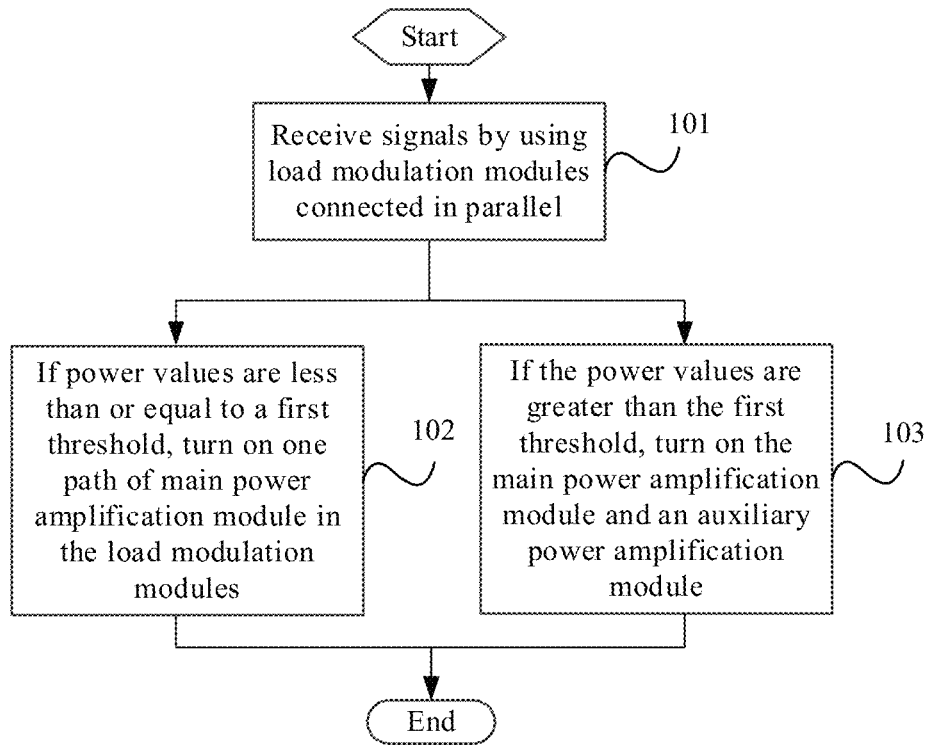 Start
Receive signals by using
load modulation modules
connected in parallel
101
If power values are less
than or equal to a first
threshold, turn on one
path of main power
amplification module in
the load modulation
modules
102
If the power values are
greater than the first
threshold, turn on the
main power amplification
module and an auxiliary
power amplification
module
103
End